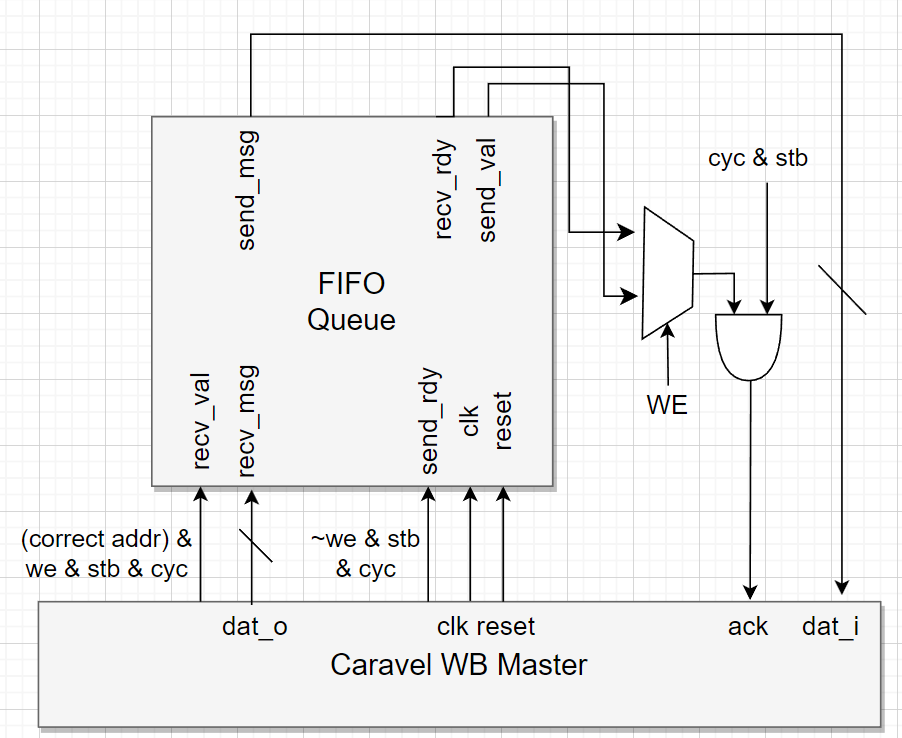 send_msg
recv_rdy
send_val
cyc & stb
FIFO
Queue
WE
recv_val
recv_msg
send_rdy
clk
reset
(correct addr) &
we & stb & cyc
~we & stb
& cyc
dat_o
clk reset
ack
dat_i
Caravel WB Master